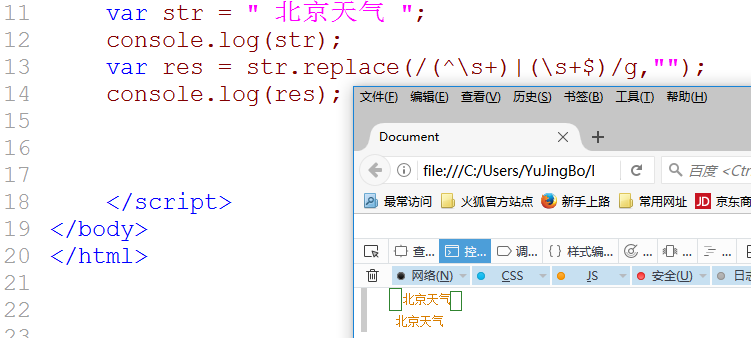 11 var str = " 北京天气 ";
12 console.log(str);
13 var res = str.replace(/(^\s+)|(\s+$)/g,"");
14 console.log(res);
15
16
17
18 </script>
19 </body>
20 </html>
21
22
23
文件(F) 编辑(E) 查看(V) 历史(S) 书签(B) 工具(T) 帮助(H)
Document
file:///C:/Users/YuJingBo/l
百度 <Ctr
最常访问 火狐官方站点 新手上路 常用网址 JD 京东商
查... 控... 调... {} 样式编...
网络(N) CSS JS 安全(U) 日志
北京天气
北京天气